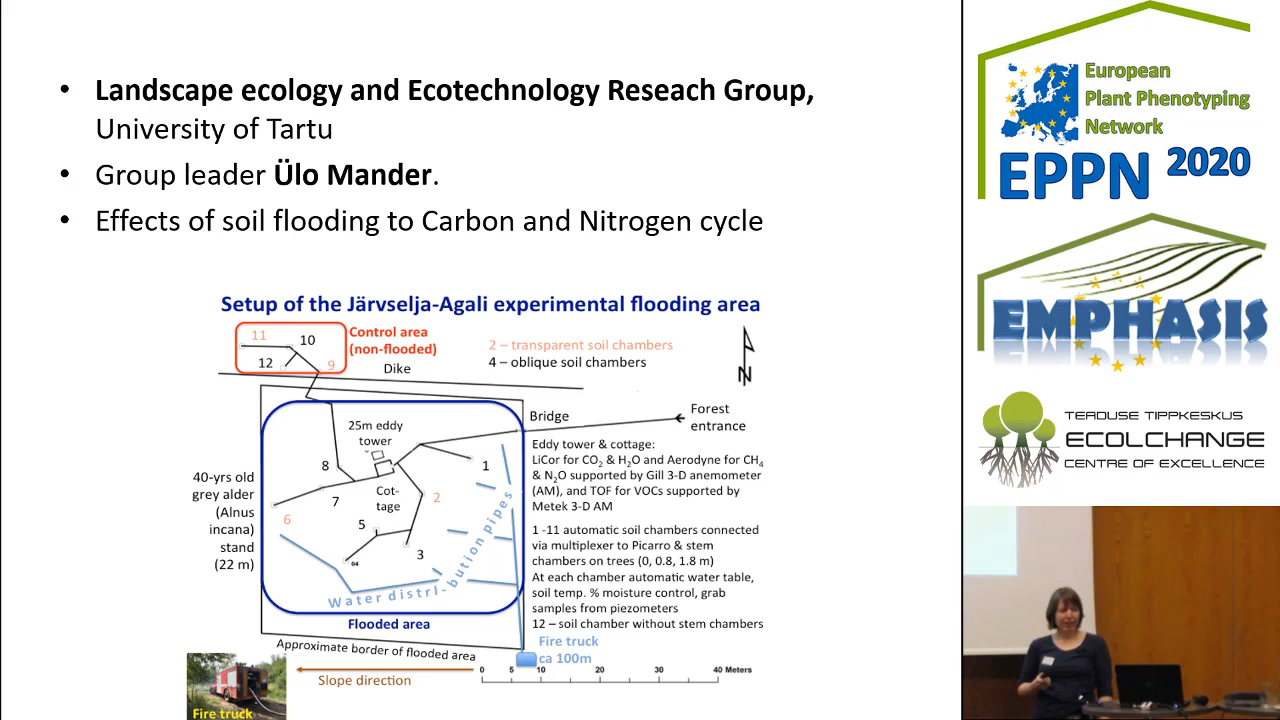 • Landscape ecology and Ecotechnology Reseach Group,
University of Tartu
• Group leader Ülo Mander.
• Effects of soil flooding to Carbon and Nitrogen cycle
Setup of the Järvselja-Agali experimental flooding area
11
10
12
9
Control area
(non-flooded)
Dike
2 – transparent soil chambers
4 – oblique soil chambers
N
Bridge
Forest
entrance
25m eddy
tower
Cot-
tage
8
7
6
5
04
3
2
1
40-yrs old
grey alder
(Alnus
incana)
stand
(22 m)
Water distrI-bution pipes
Flooded area
Eddy tower & cottage:
LiCor for CO₂ & H₂O and Aerodyne for CH₄
& N₂O supported by Gill 3-D anemometer
(AM), and TOF for VOCs supported by
Metek 3-D AM
1 -11 automatic soil chambers connected
via multiplexer to Picarro & stem
chambers on trees (0, 0.8, 1.8 m)
At each chamber automatic water table,
soil temp. % moisture control, grab
samples from piezometers
12 – soil chamber without stem chambers
Approximate border of flooded area
Fire truck
ca 100m
Slope direction
0 5 10 20 30 40 Meters
Fire truck
European
Plant Phenotyping
Network
EPPN 2020
EMPHASIS
TEADUSE TIPPKESKUS
ECOLCHANGE
CENTRE OF EXCELLENCE